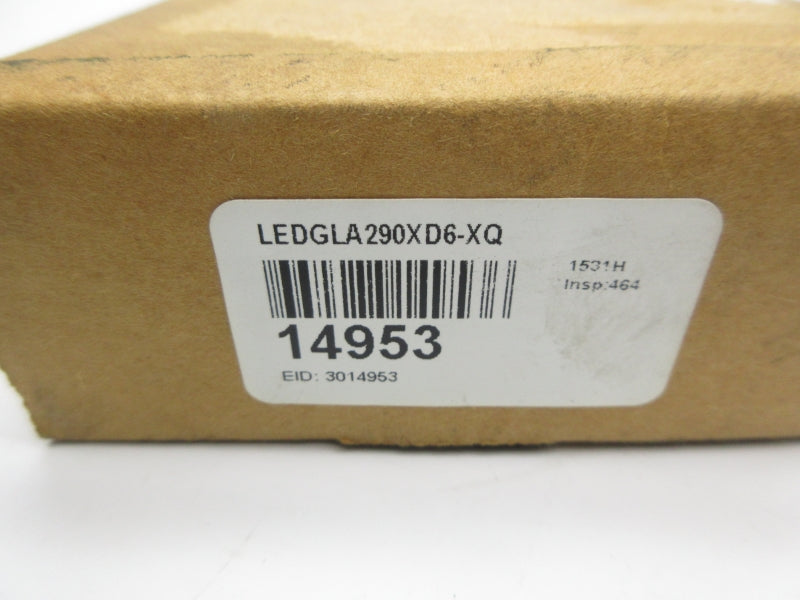 LEDGLA290XD6-XQ
1531H
Insp:464
14953
EID: 3014953